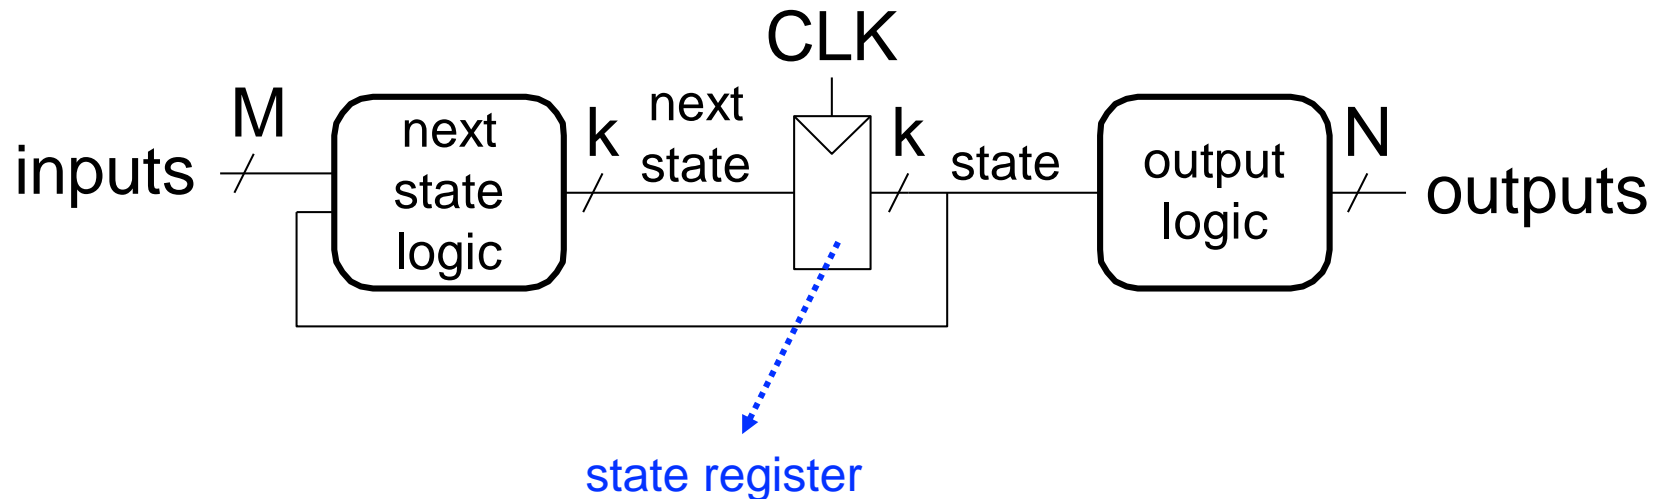 CLK
inputs
M
next
state
logic
k
next
state
k
state
output
logic
N
outputs
state register